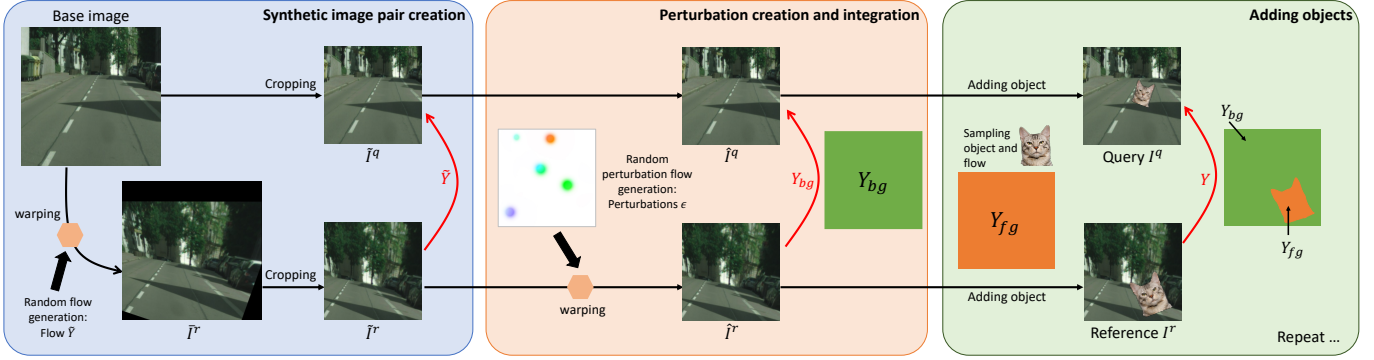 Synthetic image pair creation
Base image
Cropping
Ĩ^q
Ỹ
warping
Random flow
generation:
Flow Ỹ
Ĩ^r
Cropping
Ĩ^r
Perturbation creation and integration
Î^q
Random
perturbation flow
generation:
Perturbations ϵ
Y_bg
Y_bg
warping
Î^r
Adding objects
Adding object
Sampling
object and
flow
Query I^q
Y_fg
Y
Y_bg
Y_fg
Adding object
Reference I^r
Repeat ...